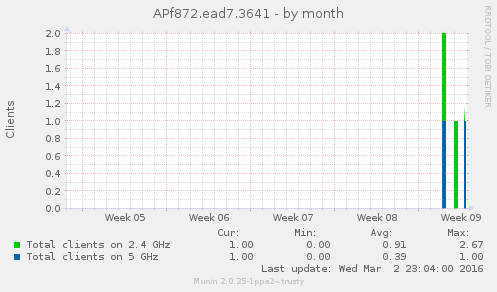 APf872.ead7.3641 - by month
RRDTOOL / TOBI OETIKER
Clients
2.0
1.8
1.6
1.4
1.2
1.0
0.8
0.6
0.4
0.2
0.0
Week 05 Week 06 Week 07 Week 08 Week 09
Cur: Min: Avg: Max:
Total clients on 2.4 GHz 1.00 0.00 0.91 2.67
Total clients on 5 GHz 1.00 0.00 0.39 1.00
Last update: Wed Mar 2 23:04:00 2016
Munin 2.0.25-1ppa2~trusty